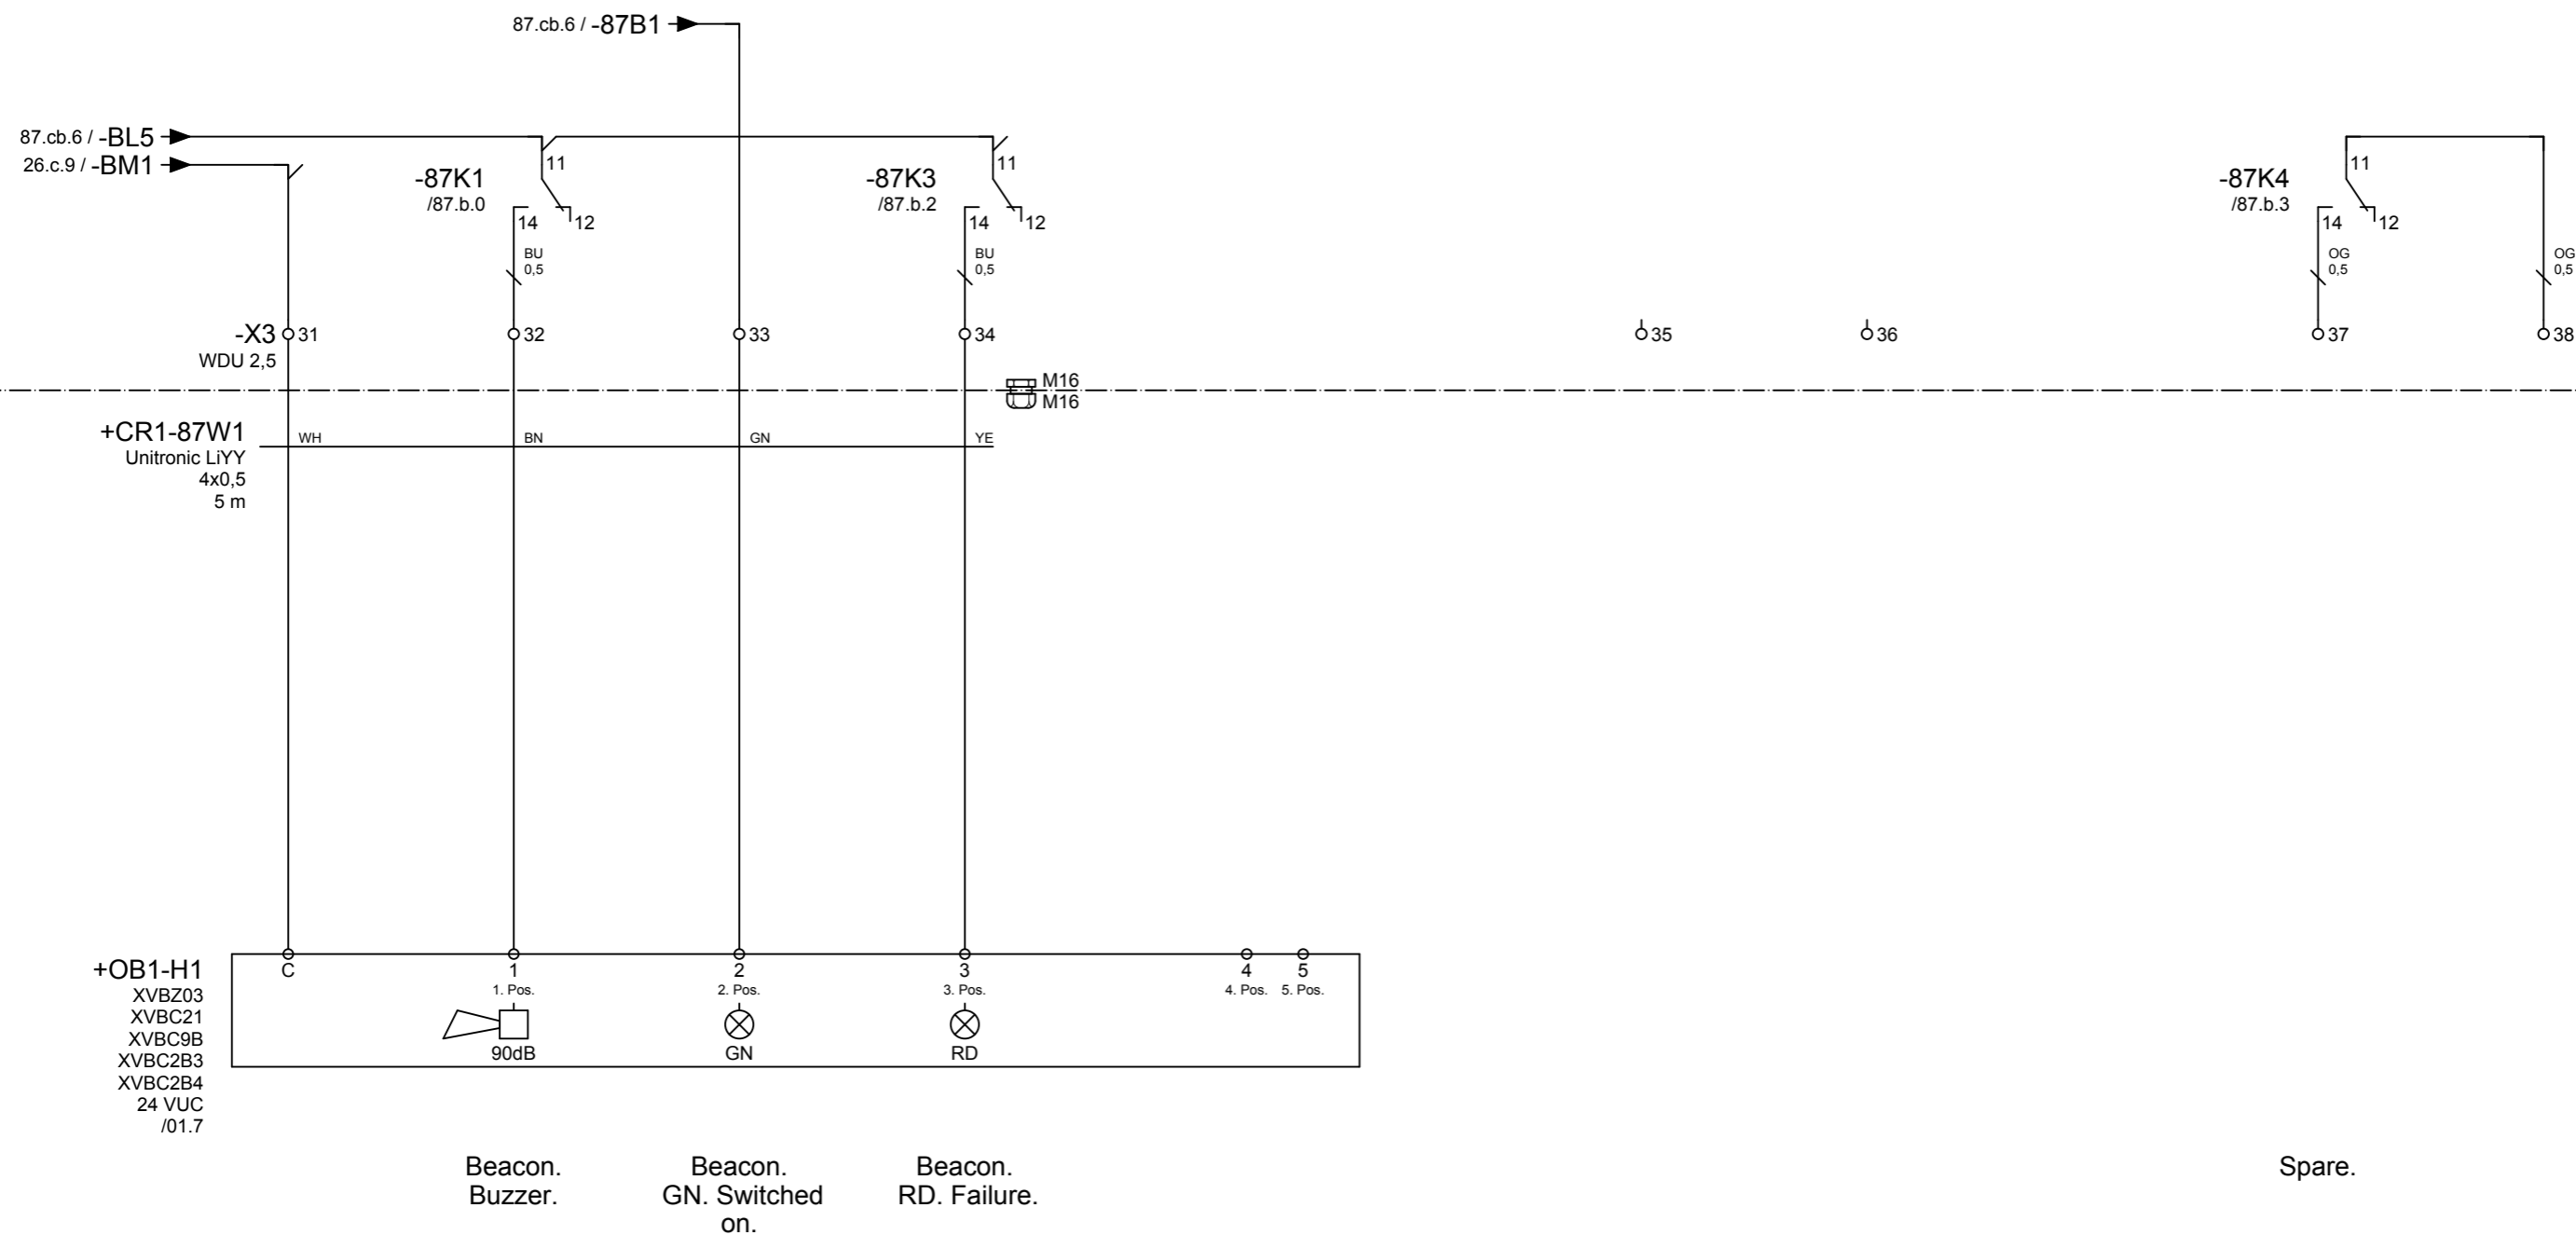 87.cb.6 / -87B1
87.cb.6 / -BL5
26.c.9 / -BM1
-87K1
/87.b.0
11
14
12
BU
0,5
-87K3
/87.b.2
11
14
12
BU
0,5
-87K4
/87.b.3
11
14
12
OG
0,5
OG
0,5
-X3
WDU 2,5
31
32
33
34
35
36
37
38
M16
M16
+CR1-87W1
Unitronic LiYY
4x0,5
5 m
WH
BN
GN
YE
+OB1-H1
XVBZ03
XVBC21
XVBC9B
XVBC2B3
XVBC2B4
24 VUC
/01.7
C
1
1. Pos.
90dB
2
2. Pos.
GN
3
3. Pos.
RD
4
4. Pos.
5
5. Pos.
Beacon.
Buzzer.
Beacon.
GN. Switched
on.
Beacon.
RD. Failure.
Spare.